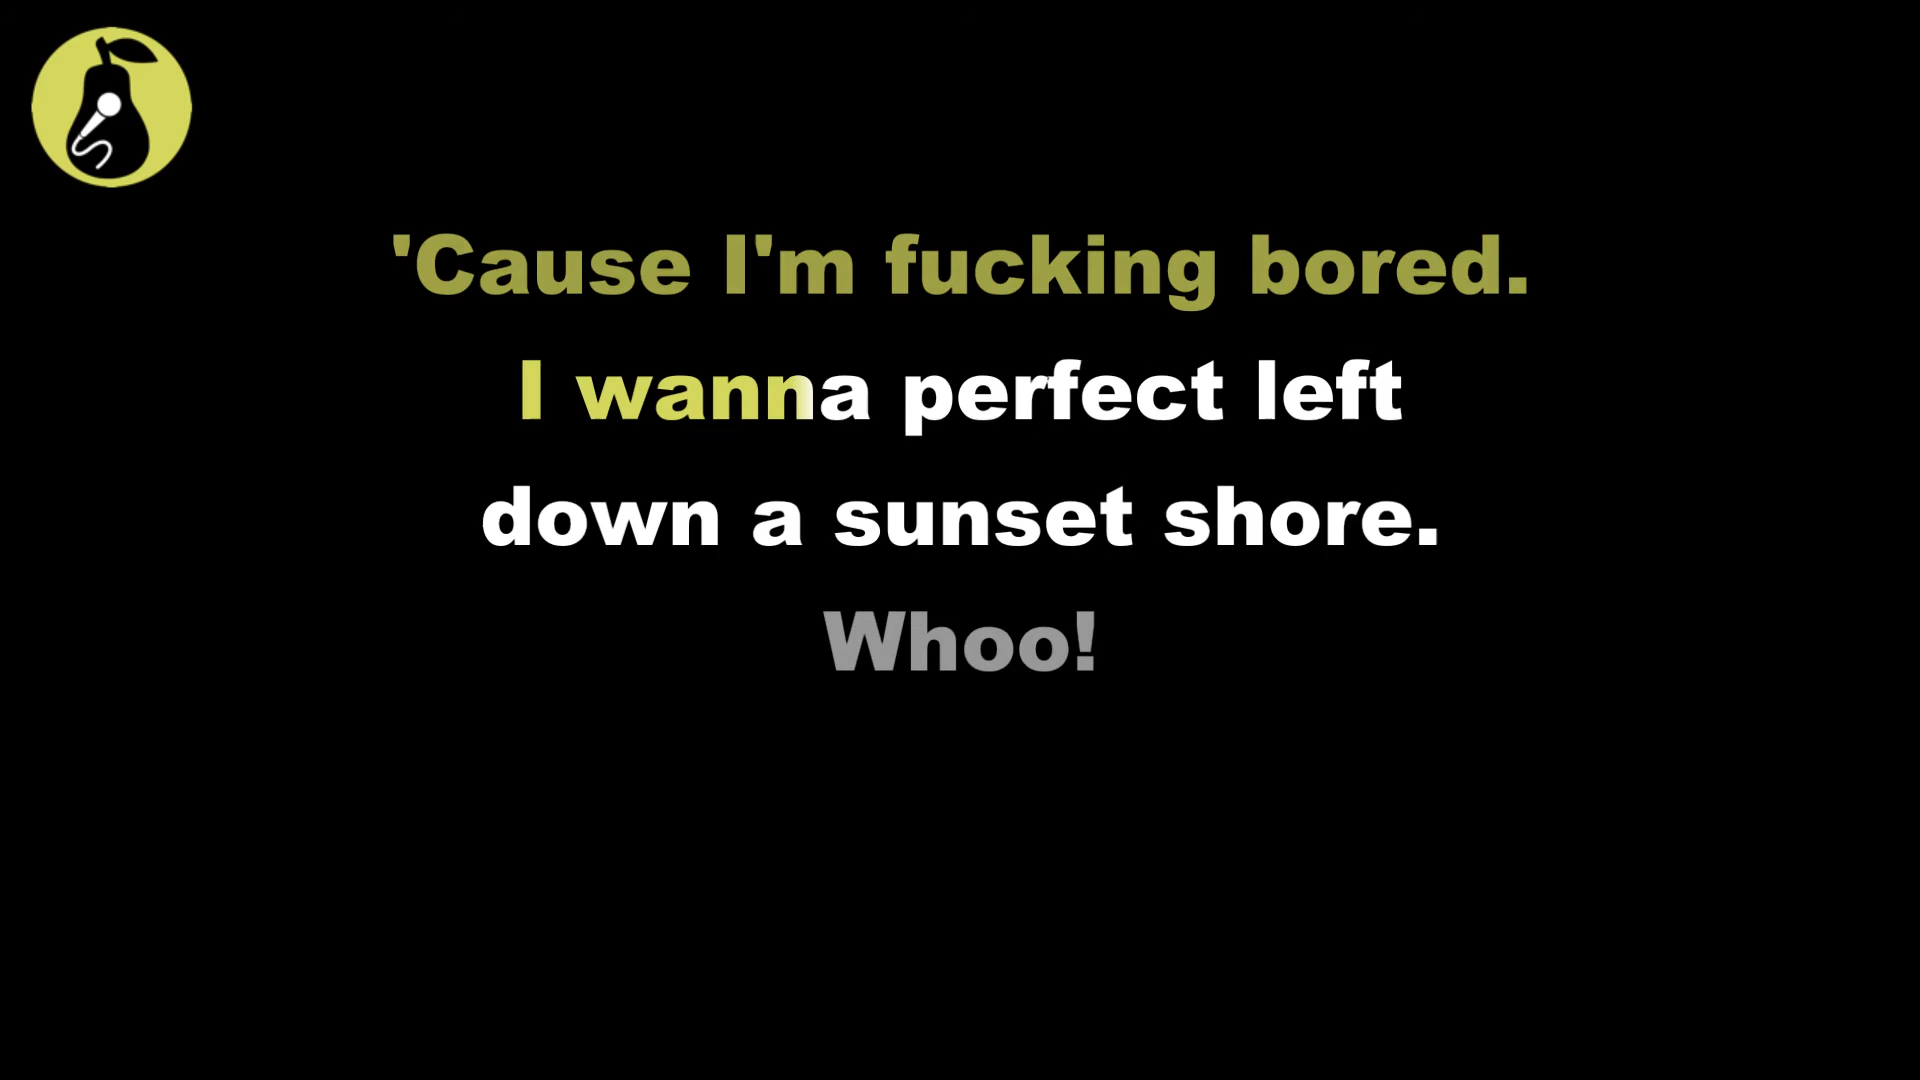 'Cause I'm fucking bored.
I wanna perfect left
down a sunset shore.
Whoo!